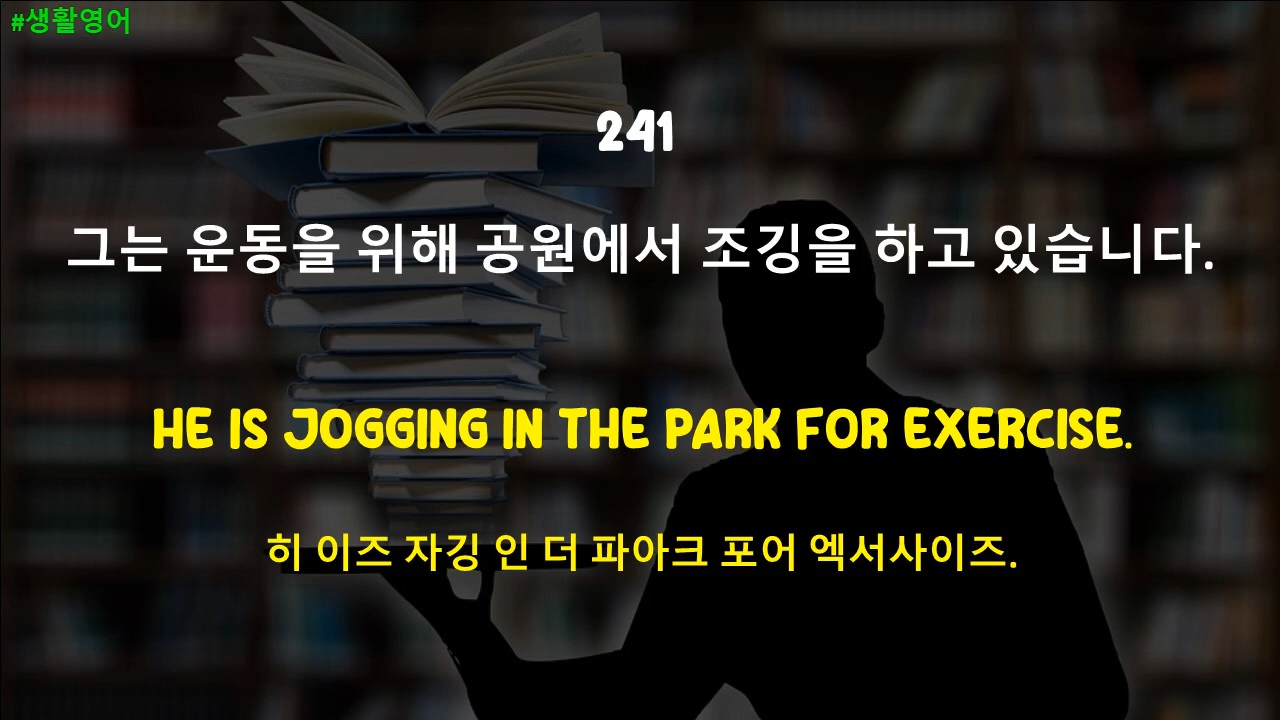 #생활영어
241
그는 운동을 위해 공원에서 조깅을 하고 있습니다.
HE IS JOGGING IN THE PARK FOR EXERCISE.
히 이즈 자깅 인 더 파아크 포어 엑서사이즈.